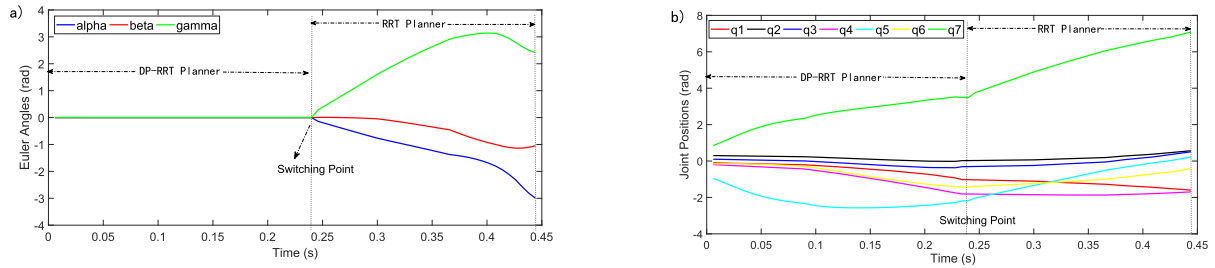 a)
alpha beta gamma
RRT Planner
DP-RRT Planner
Switching Point
Euler Angles (rad)
4
3
2
1
0
-1
-2
-3
-4
0 0.05 0.1 0.15 0.2 0.25 0.3 0.35 0.4 0.45
Time (s)
b)
q1 q2 q3 q4 q5 q6 q7
RRT Planner
DP-RRT Planner
Switching Point
Joint Positions (rad)
8
6
4
2
0
-2
-4
0 0.05 0.1 0.15 0.2 0.25 0.3 0.35 0.4 0.45
Time (s)